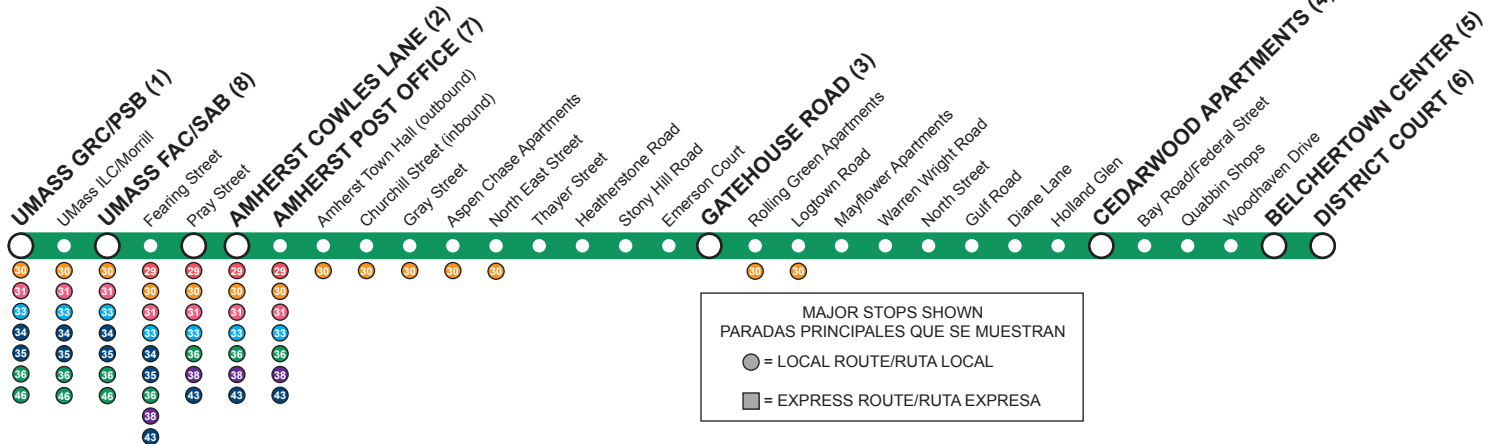 UMASS GRC/PSB (1)
UMass ILC/Morrill
UMASS FAC/SAB (8)
Fearing Street
Pray Street
AMHERST COWLES LANE (2)
AMHERST POST OFFICE (7)
Amherst Town Hall (outbound)
Churchill Street (inbound)
Gray Street
Aspen Chase Apartments
North East Street
Thayer Street
Heatherstone Road
Stony Hill Road
Emerson Court
GATEHOUSE ROAD (3)
Rolling Green Apartments
Logtown Road
Mayflower Apartments
Warren Wright Road
North Street
Gulf Road
Diane Lane
Holland Glen
CEDARWOOD APARTMENTS (4)
Bay Road/Federal Street
Quabbin Shops
Woodhaven Drive
BELCHERTOWN CENTER (5)
DISTRICT COURT (6)
30 30 30 29 29 29 29 30 30 30 30 30 30 30
31 31 31 30 30 30 30
33 33 33 31 31 31 31
34 34 34 33 33 33 33
35 35 35 34 36 36 36
36 36 36 35 38 38 38
46 46 46 36 43 43 43
38
43
MAJOR STOPS SHOWN
PARADAS PRINCIPALES QUE SE MUESTRAN
= LOCAL ROUTE/RUTA LOCAL
= EXPRESS ROUTE/RUTA EXPRESA